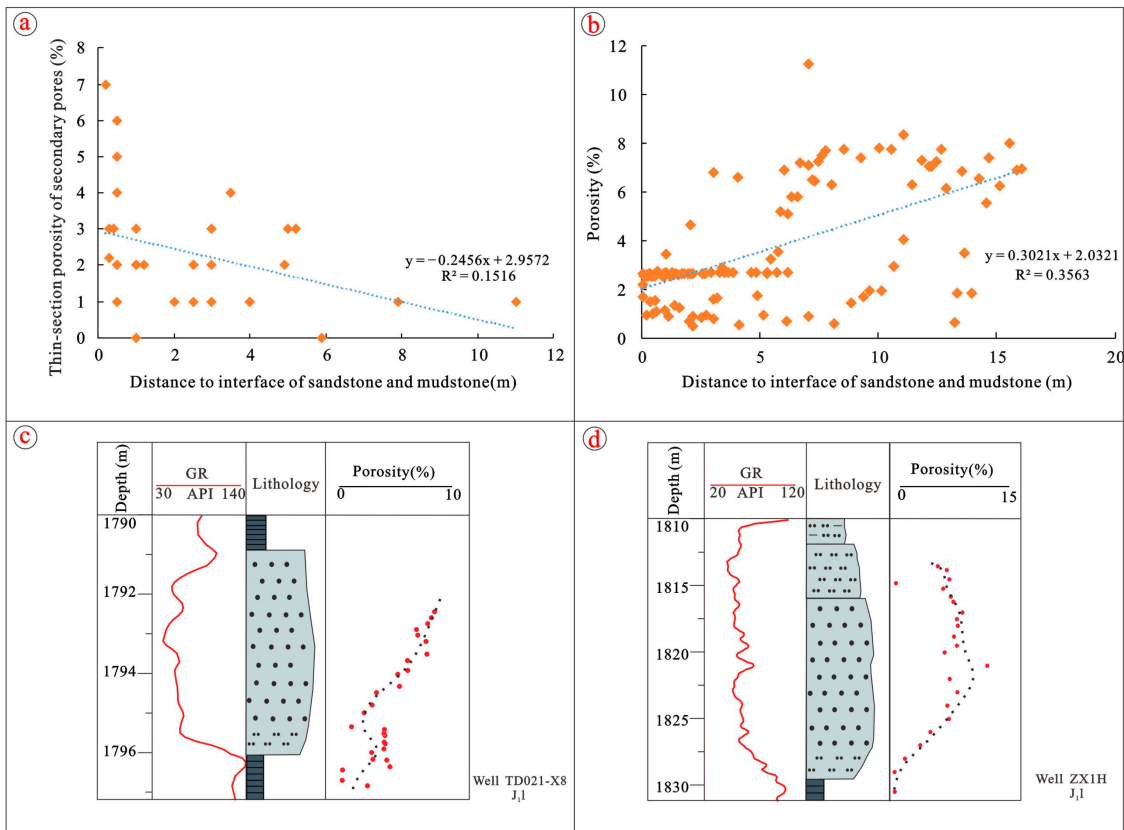 a
8
7
6
5
4
3
2
1
0
0 2 4 6 8 10 12
Thin-section porosity of secondary pores (%)
Distance to interface of sandstone and mudstone(m)
y=−0.2456x+2.9572
R² = 0.1516
b
12
10
8
6
4
2
0
0 5 10 15 20
Porosity (%)
Distance to interface of sandstone and mudstone (m)
y=0.3021x+2.0321
R² = 0.3563
c
Depth (m)
GR
30 API 140
Lithology
Porosity(%)
0 10
1790
1792
1794
1796
Well TD021-X8
J₁l
d
Depth (m)
GR
20 API 120
Lithology
Porosity(%)
0 15
1810
1815
1820
1825
1830
Well ZX1H
J₁l